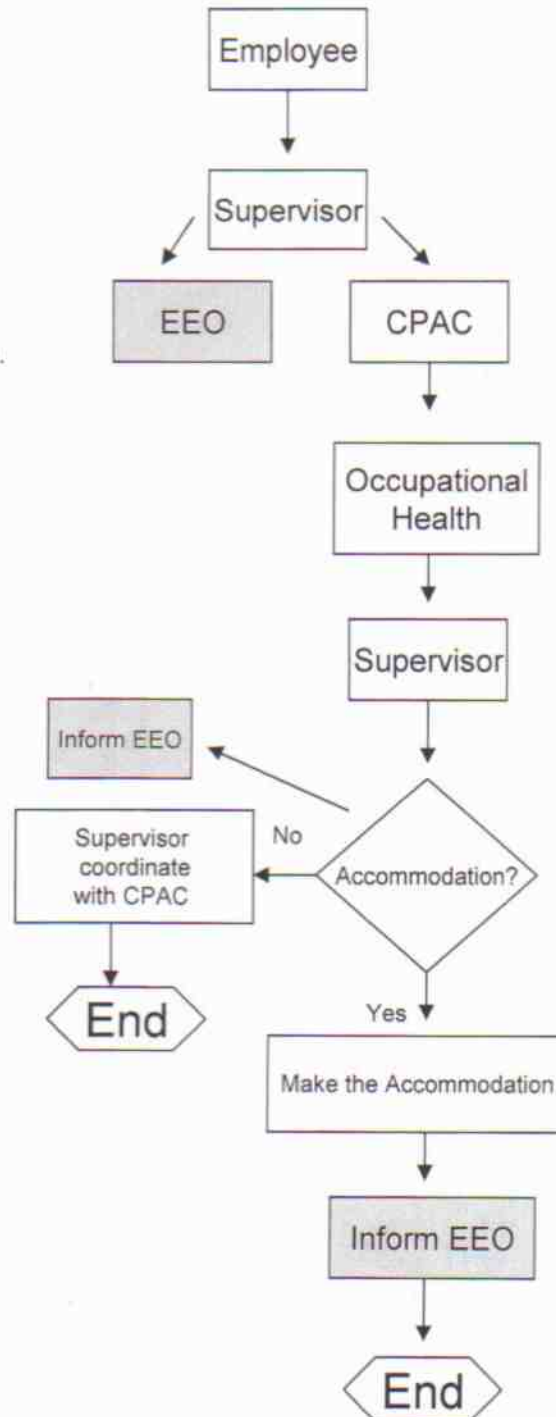 Employee
Supervisor
EEO
CPAC
Occupational
Health
Supervisor
Inform EEO
Accommodation?
No
Supervisor
coordinate
with CPAC
End
Yes
Make the Accommodation
Inform EEO
End